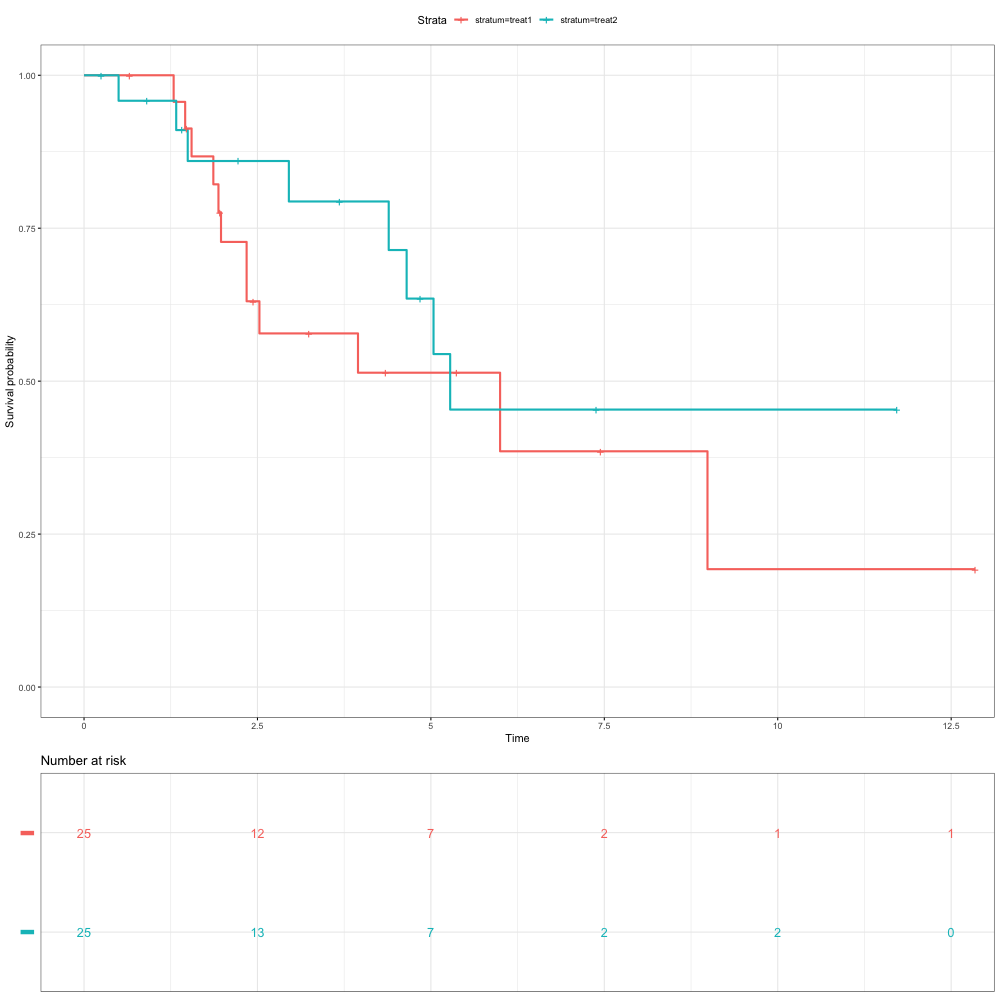 Strata stratum=treat1 stratum=treat2
1.00
0.75
0.50
0.25
0.00
Survival probability
0 2.5 5 7.5 10 12.5
Time
Number at risk
25 12 7 2 1 1
25 13 7 2 2 0